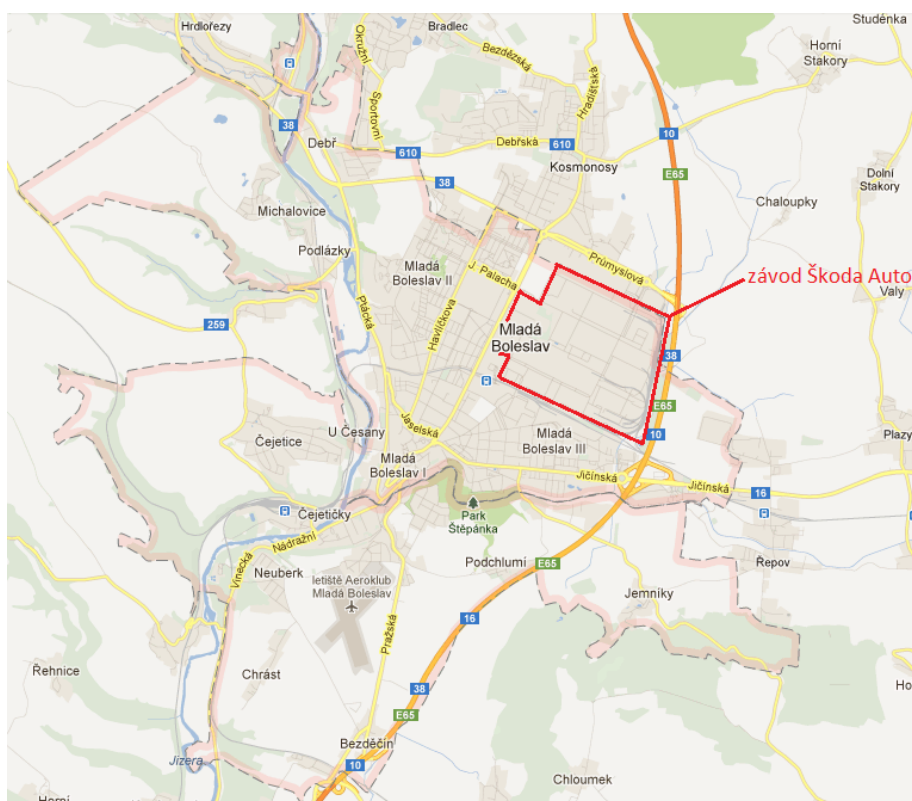 Hrdlořezy
Okružní
Bradlec
Studénka
Bezdězská
Horní
Stakory
Sportovní
Hradišťská
38
Debř
610
Debřská
610
10
Kosmonosy
E65
Dolní
Stakory
38
Michalovice
Chaloupky
Podlázky
Mladá
Boleslav II
J. Palacha
Průmyslová
závod Škoda Auto
Valy
Ptácká
Havlíčkova
259
Mladá
Boleslav
38
E65
Jaselská
U Česany
Čejetice
Mladá
Boleslav III
10
Plazy
Mladá
Boleslav I
Jičínská
Jičínská
16
Čejetičky
Park
Štěpánka
Nádražní
Vinecká
Neuberk
Podchlumí
E65
Řepov
letiště Aeroklub
Mladá Boleslav
Jemníky
16
Pražská
Řehnice
Chrást
38
Ho
E65
Bezděčín
Jizera
10
Chloumek
Horní